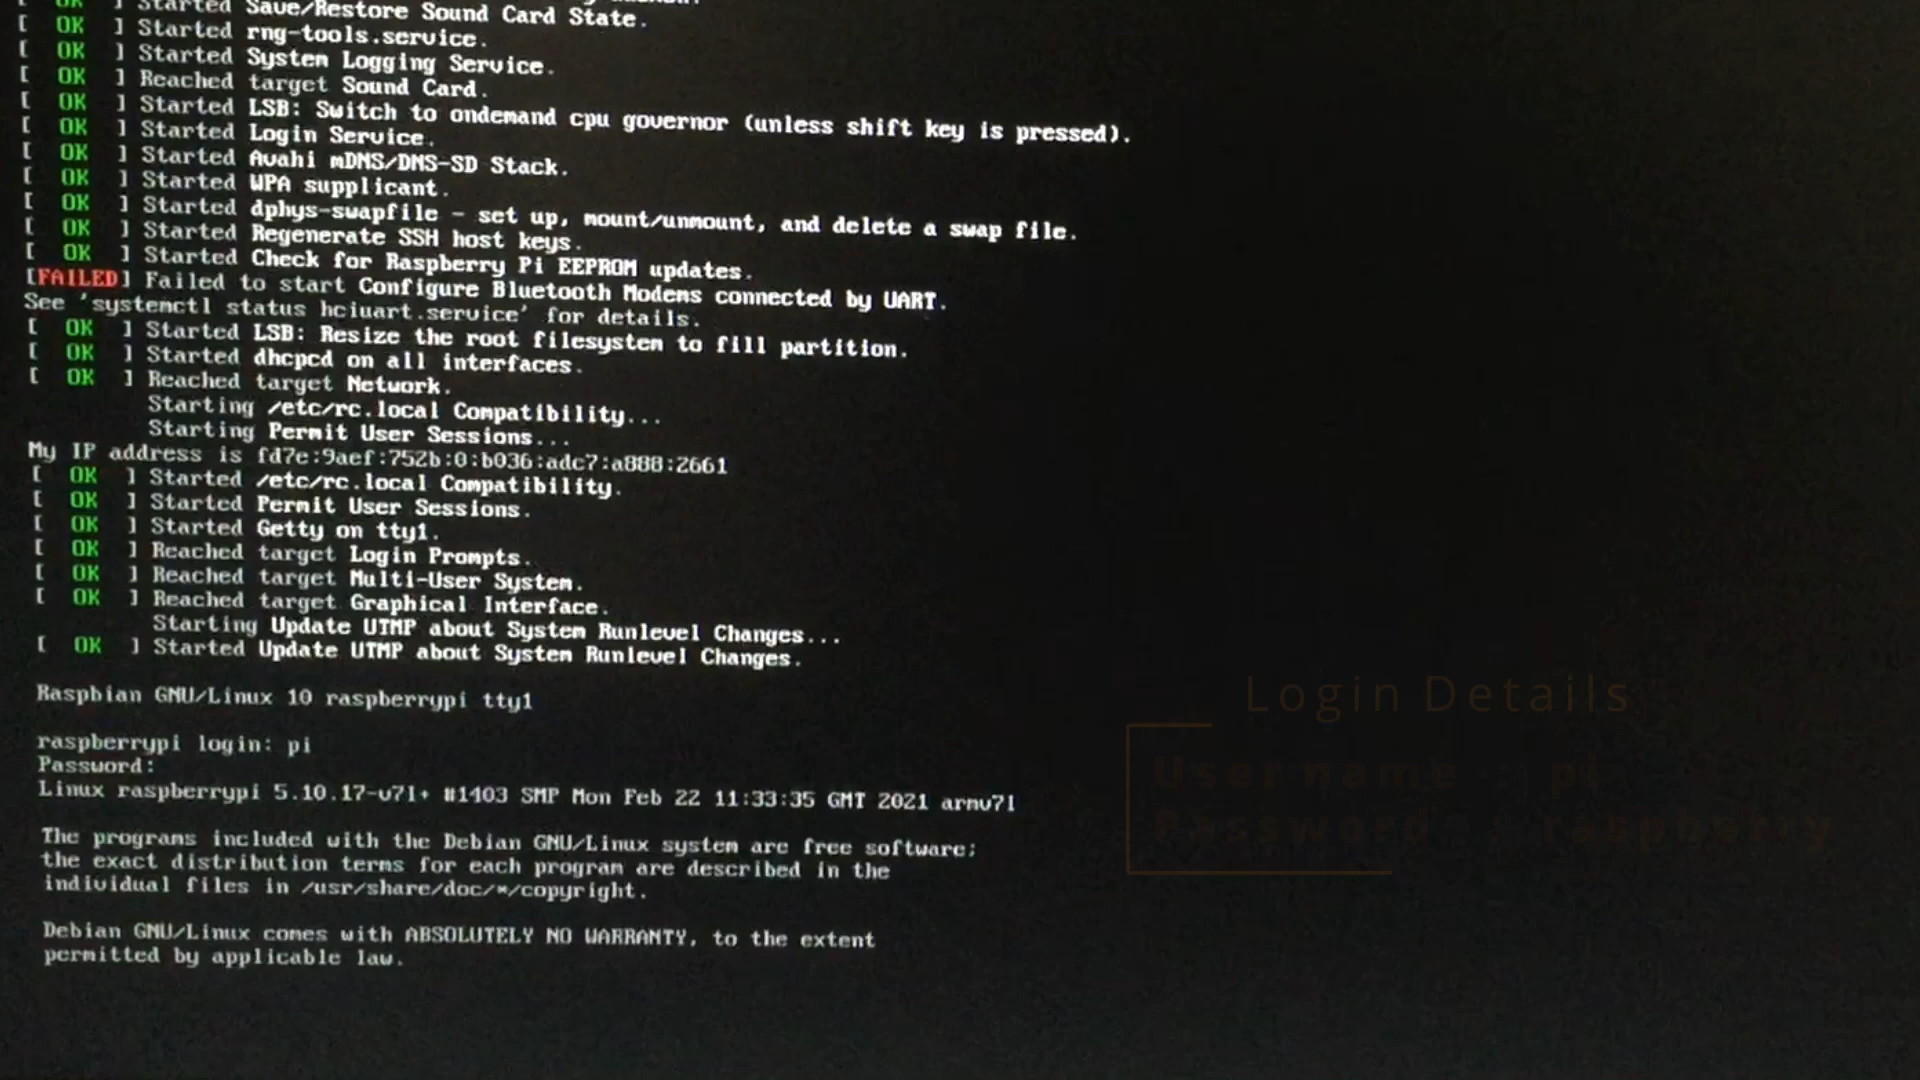 [ OK ] Started Save/Restore Sound Card State.
[ OK ] Started rng-tools.service.
[ OK ] Started System Logging Service.
[ OK ] Reached target Sound Card.
[ OK ] Started LSB: Switch to ondemand cpu governor (unless shift key is pressed).
[ OK ] Started Login Service.
[ OK ] Started Avahi mDNS/DNS-SD Stack.
[ OK ] Started WPA supplicant.
[ OK ] Started dphys-swapfile - set up, mount/unmount, and delete a swap file.
[ OK ] Started Regenerate SSH host keys.
[ OK ] Started Check for Raspberry Pi EEPROM updates.
[FAILED] Failed to start Configure Bluetooth Modems connected by UART.
See 'systemctl status hciuart.service' for details.
[ OK ] Started LSB: Resize the root filesystem to fill partition.
[ OK ] Started dhcpcd on all interfaces.
[ OK ] Reached target Network.
Starting /etc/rc.local Compatibility...
Starting Permit User Sessions...
My IP address is fd7e:9aef:752b:0:b036:adc7:a888:2661
[ OK ] Started /etc/rc.local Compatibility.
[ OK ] Started Permit User Sessions.
[ OK ] Started Getty on tty1.
[ OK ] Reached target Login Prompts.
[ OK ] Reached target Multi-User System.
[ OK ] Reached target Graphical Interface.
Starting Update UTMP about System Runlevel Changes...
[ OK ] Started Update UTMP about System Runlevel Changes.
Raspbian GNU/Linux 10 raspberrypi tty1
raspberrypi login: pi
Password:
Linux raspberrypi 5.10.17-v7l+ #1403 SMP Mon Feb 22 11:33:35 GMT 2021 armv7l
The programs included with the Debian GNU/Linux system are free software;
the exact distribution terms for each program are described in the
individual files in /usr/share/doc/*/copyright.
Debian GNU/Linux comes with ABSOLUTELY NO WARRANTY, to the extent
permitted by applicable law.
Login Details
Username : pi
Password : raspberry